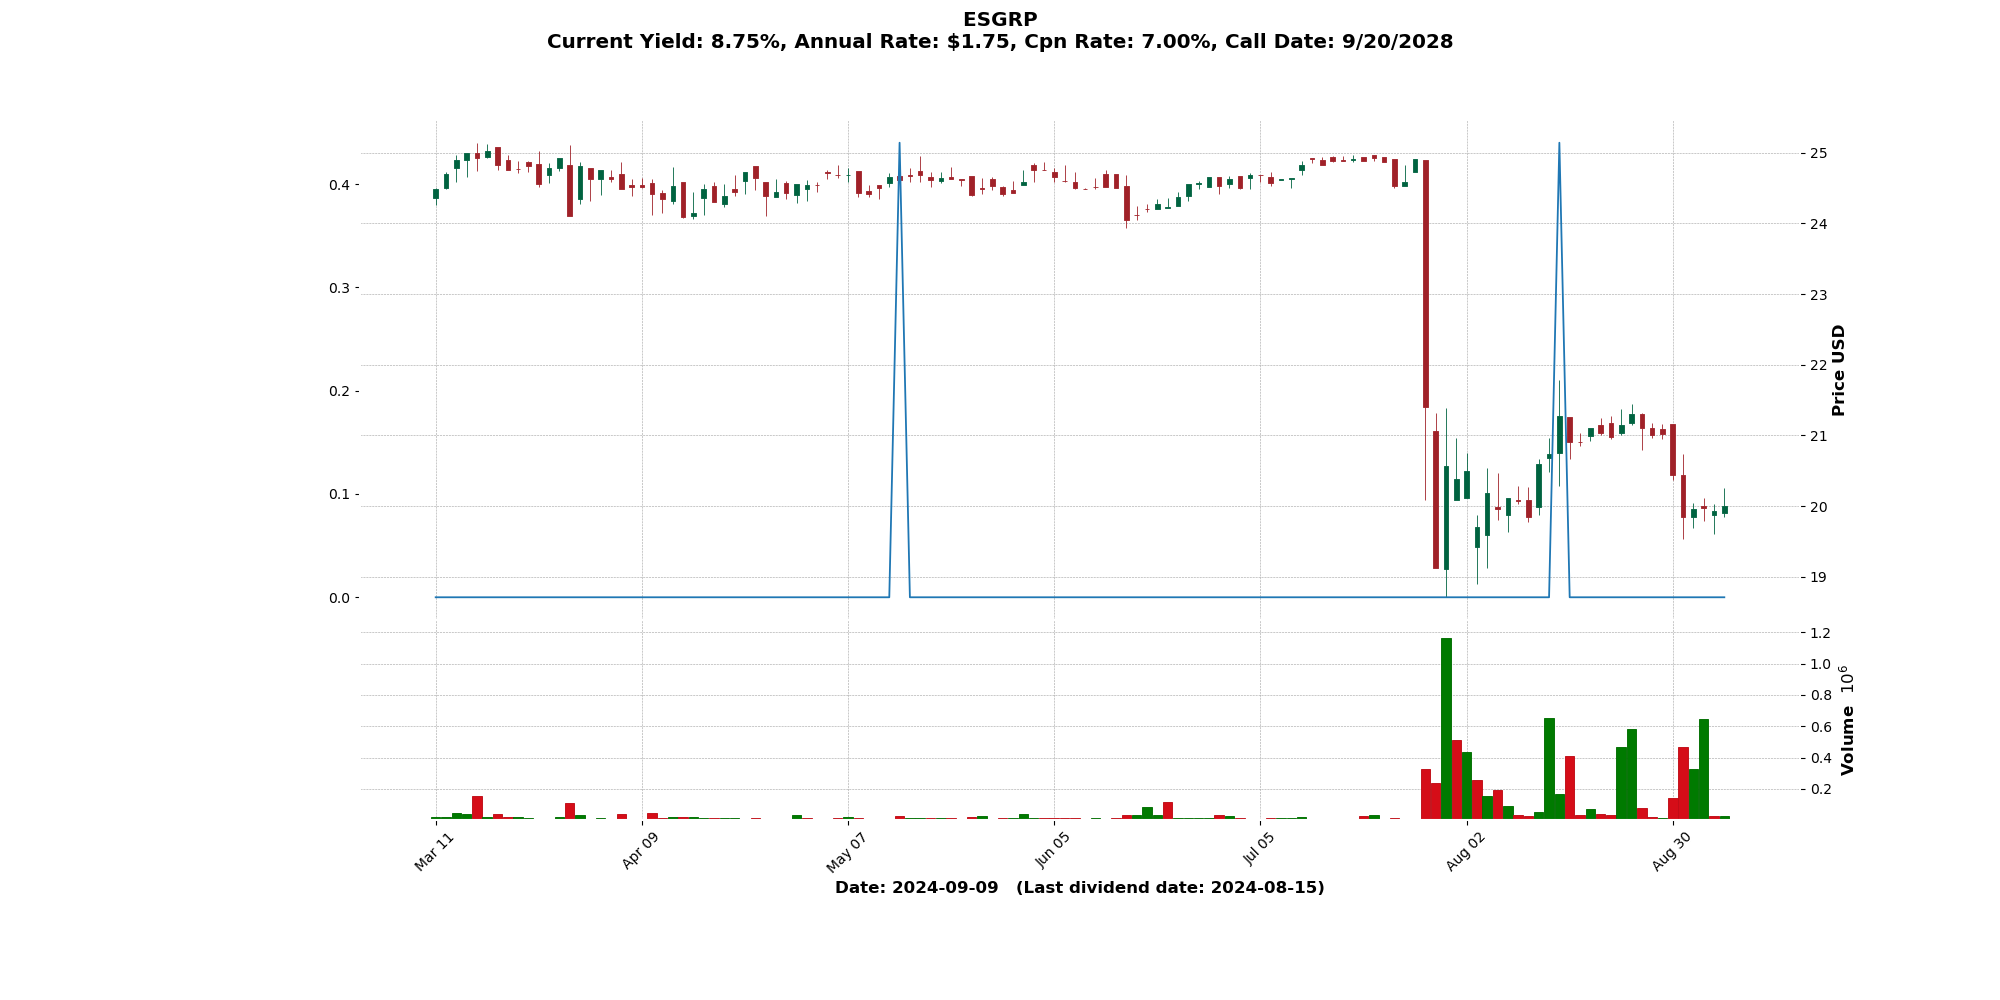 ESGRP
Current Yield: 8.75%, Annual Rate: $1.75, Cpn Rate: 7.00%, Call Date: 9/20/2028
0.4
0.3
0.2
0.1
0.0
25
24
23
22
21
20
19
Price USD
1.2
1.0
0.8
0.6
0.4
0.2
Volume 10⁶
Mar 11
Apr 09
May 07
Jun 05
Jul 05
Aug 02
Aug 30
Date: 2024-09-09 (Last dividend date: 2024-08-15)